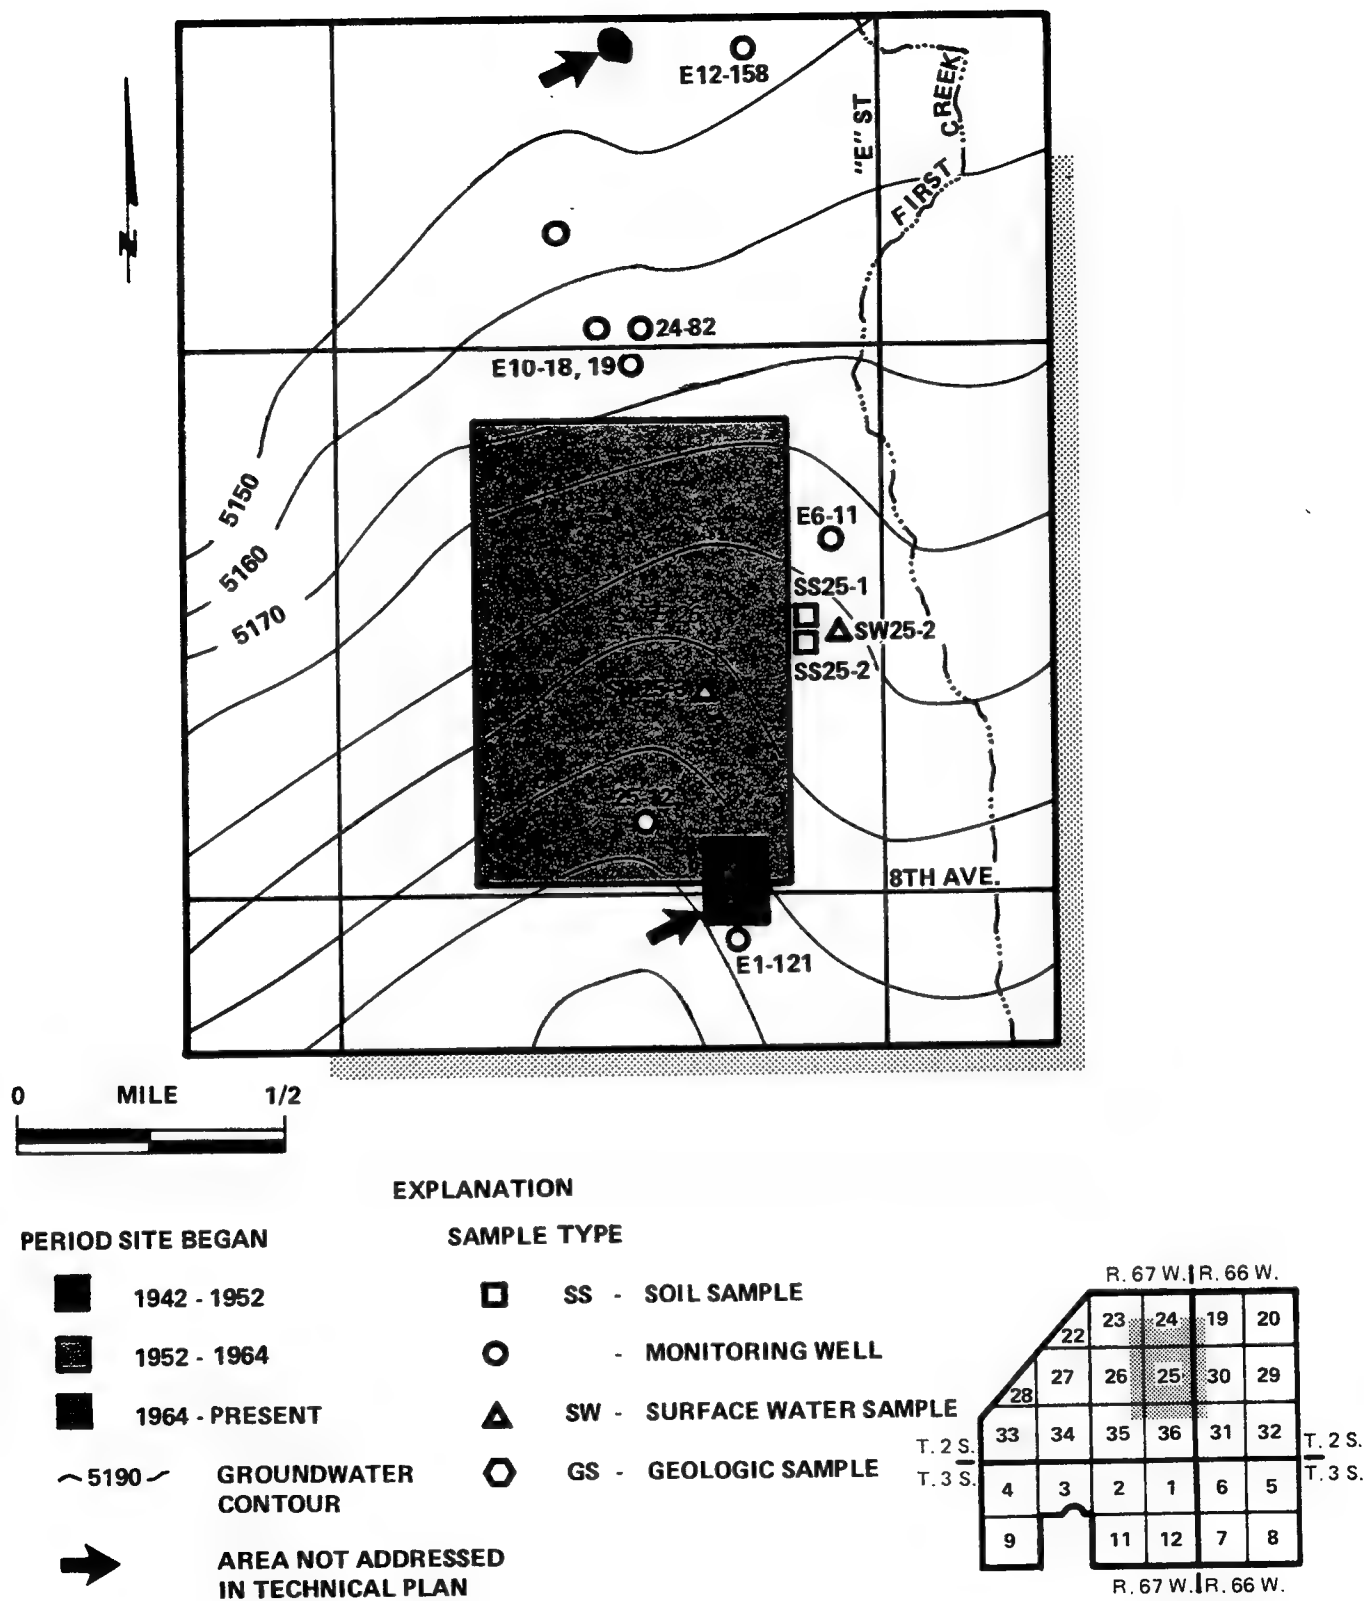 E12-158
"E" ST
FIRST CREEK
24-82
E10-18, 19
5150
5160
5170
E6-11
SS25-1
SW25-2
SS25-2
25-12
8TH AVE.
E1-121
N
0 MILE 1/2
EXPLANATION
PERIOD SITE BEGAN
1942 - 1952
1952 - 1964
1964 - PRESENT
5190
GROUNDWATER
CONTOUR
AREA NOT ADDRESSED
IN TECHNICAL PLAN
SAMPLE TYPE
SS - SOIL SAMPLE
- MONITORING WELL
SW - SURFACE WATER SAMPLE
GS - GEOLOGIC SAMPLE
R. 67 W. R. 66 W.
23 24 19 20
22
27 26 25 30 29
28
33 34 35 36 31 32
T. 2 S. T. 2 S.
T. 3 S. T. 3 S.
4 3 2 1 6 5
9 11 12 7 8
R. 67 W. R. 66 W.